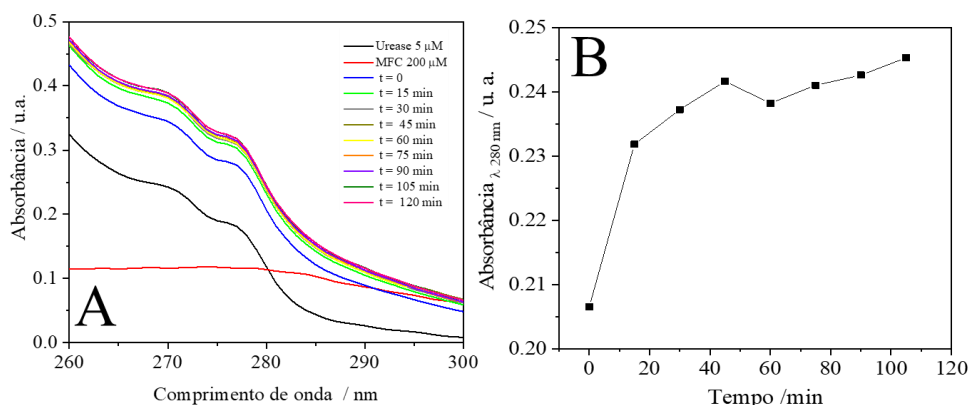 A
Absorbância / u.a.
0.5
0.4
0.3
0.2
0.1
0.0
260
270
280
290
300
Comprimento de onda / nm
Urease 5 µM
MFC 200 µM
t = 0
t = 15 min
t = 30 min
t = 45 min
t = 60 min
t = 75 min
t = 90 min
t = 105 min
t = 120 min
B
Absorbância λ 280 nm / u. a.
0.25
0.24
0.23
0.22
0.21
0.20
0
20
40
60
80
100
120
Tempo /min